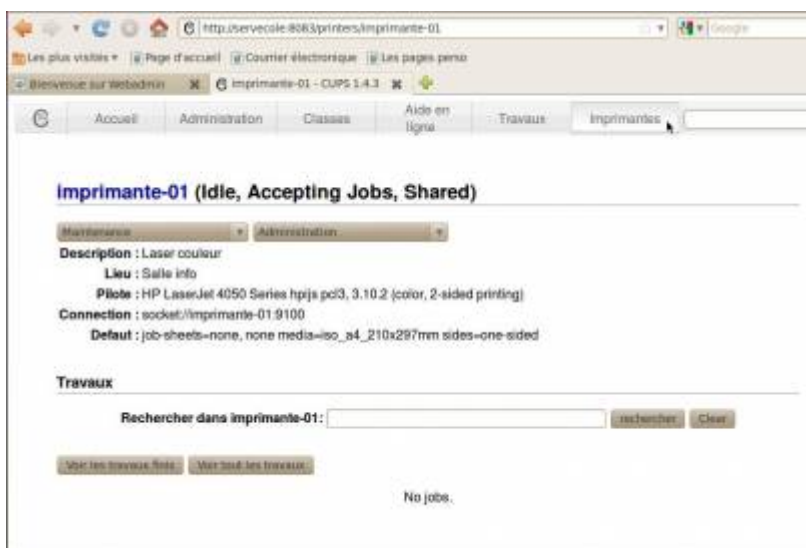 http://servecole:8083/printers/imprimante-01
Google
Les plus visités
Page d'accueil
Courrier électronique
Les pages perso
Bienvenue sur Webadmin
imprimante-01 - CUPS 1.4.3
Accueil
Administration
Classes
Aide en
ligne
Travaux
Imprimantes
imprimante-01 (Idle, Accepting Jobs, Shared)
Maintenance
Administration
Description : Laser couleur
Lieu : Salle info
Pilote : HP LaserJet 4050 Series hpijs pcl3, 3.10.2 (color, 2-sided printing)
Connection : socket://imprimante-01:9100
Defaut : job-sheets=none, none media=iso_a4_210x297mm sides=one-sided
Travaux
Rechercher dans imprimante-01:
rechercher
Clear
Voir les travaux finis
Voir tout les travaux
No jobs.